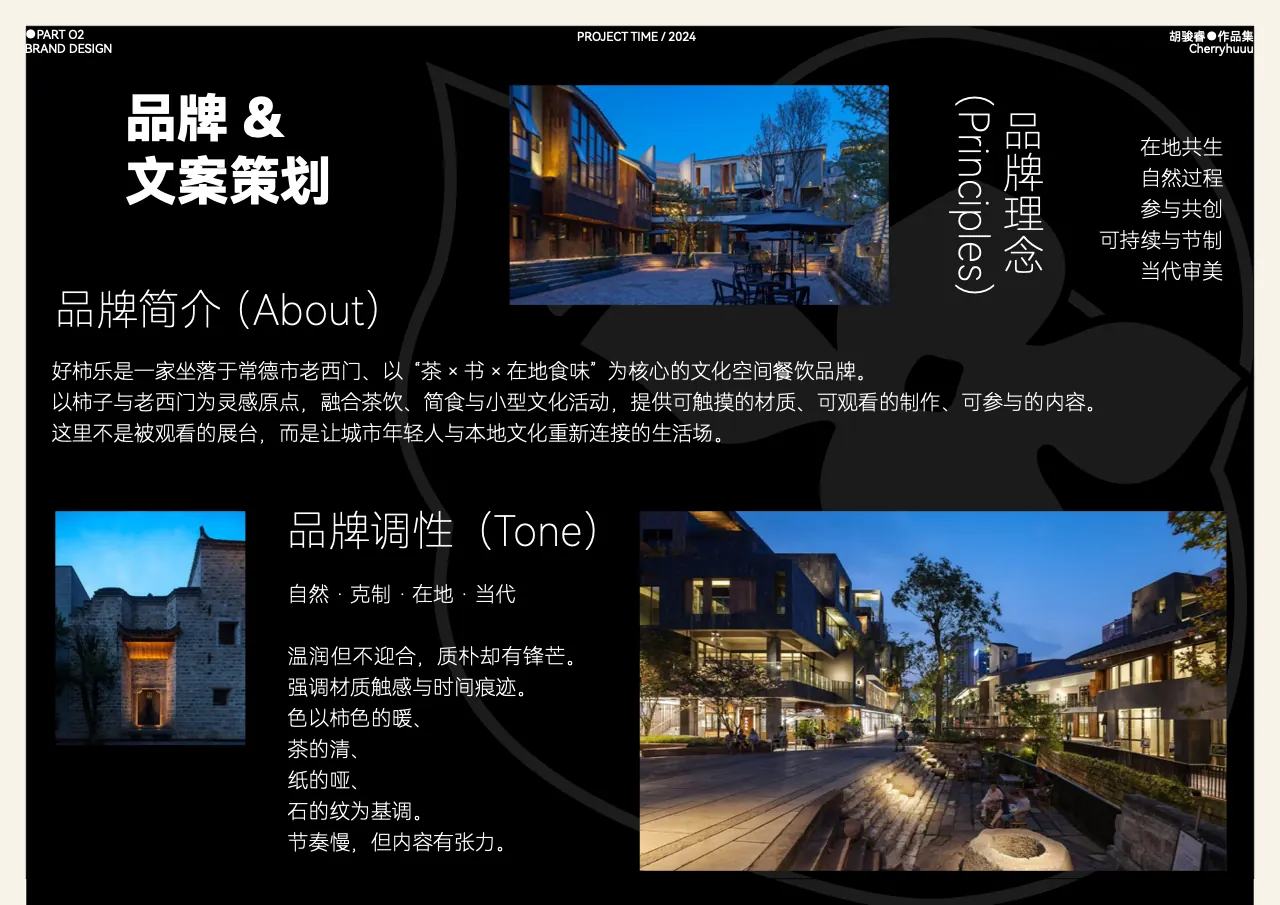 ●PART 02
BRAND DESIGN
PROJECT TIME / 2024
胡骏睿●作品集
Cherryhuuu
品牌 &
文案策划
品牌理念
(Principles)
在地共生
自然过程
参与共创
可持续与节制
当代审美
品牌简介 (About)
好柿乐是一家坐落于常德市老西门、以“茶 × 书 × 在地食味”为核心的文化空间餐饮品牌。
以柿子与老西门为灵感原点，融合茶饮、简食与小型文化活动，提供可触摸的材质、可观看的制作、可参与的内容。
这里不是被观看的展台，而是让城市年轻人与本地文化重新连接的生活场。
品牌调性（Tone）
自然 · 克制 · 在地 · 当代
温润但不迎合，质朴却有锋芒。
强调材质触感与时间痕迹。
色以柿色的暖、
茶的清、
纸的哑、
石的纹为基调。
节奏慢，但内容有张力。